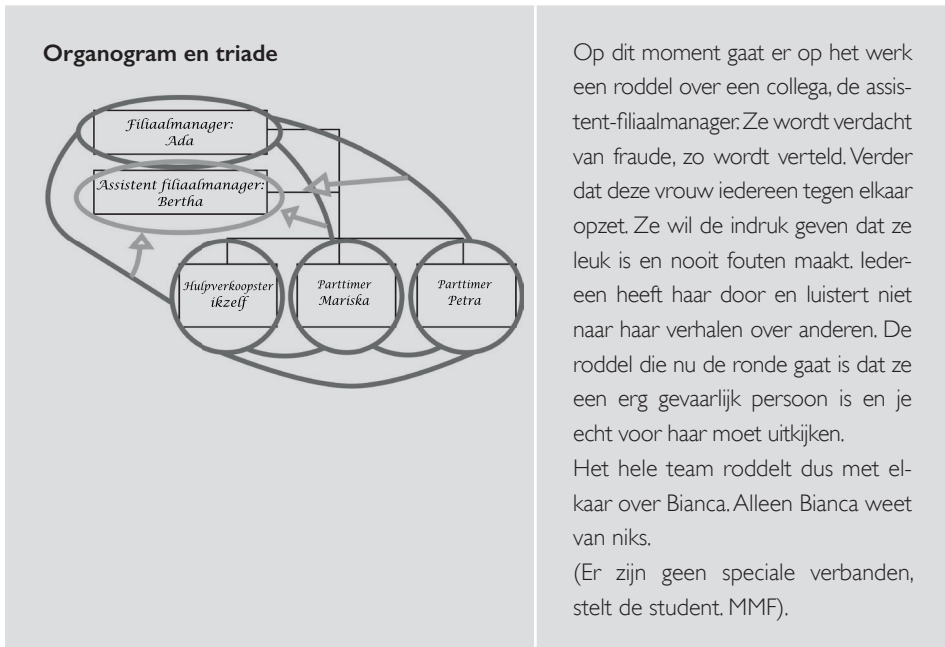 Organogram en triade
Filiaalmanager:
Ada
Assistent filiaalmanager:
Bertha
Hulpverkoopster
ikzelf
Parttimer
Mariska
Parttimer
Petra
Op dit moment gaat er op het werk
een roddel over een collega, de assis-
tent-filiaalmanager. Ze wordt verdacht
van fraude, zo wordt verteld. Verder
dat deze vrouw iedereen tegen elkaar
opzet. Ze wil de indruk geven dat ze
leuk is en nooit fouten maakt. Ieder-
een heeft haar door en luistert niet
naar haar verhalen over anderen. De
roddel die nu de ronde gaat is dat ze
een erg gevaarlijk persoon is en je
echt voor haar moet uitkijken.
Het hele team roddelt dus met el-
kaar over Bianca. Alleen Bianca weet
van niks.
(Er zijn geen speciale verbanden,
stelt de student. MMF).